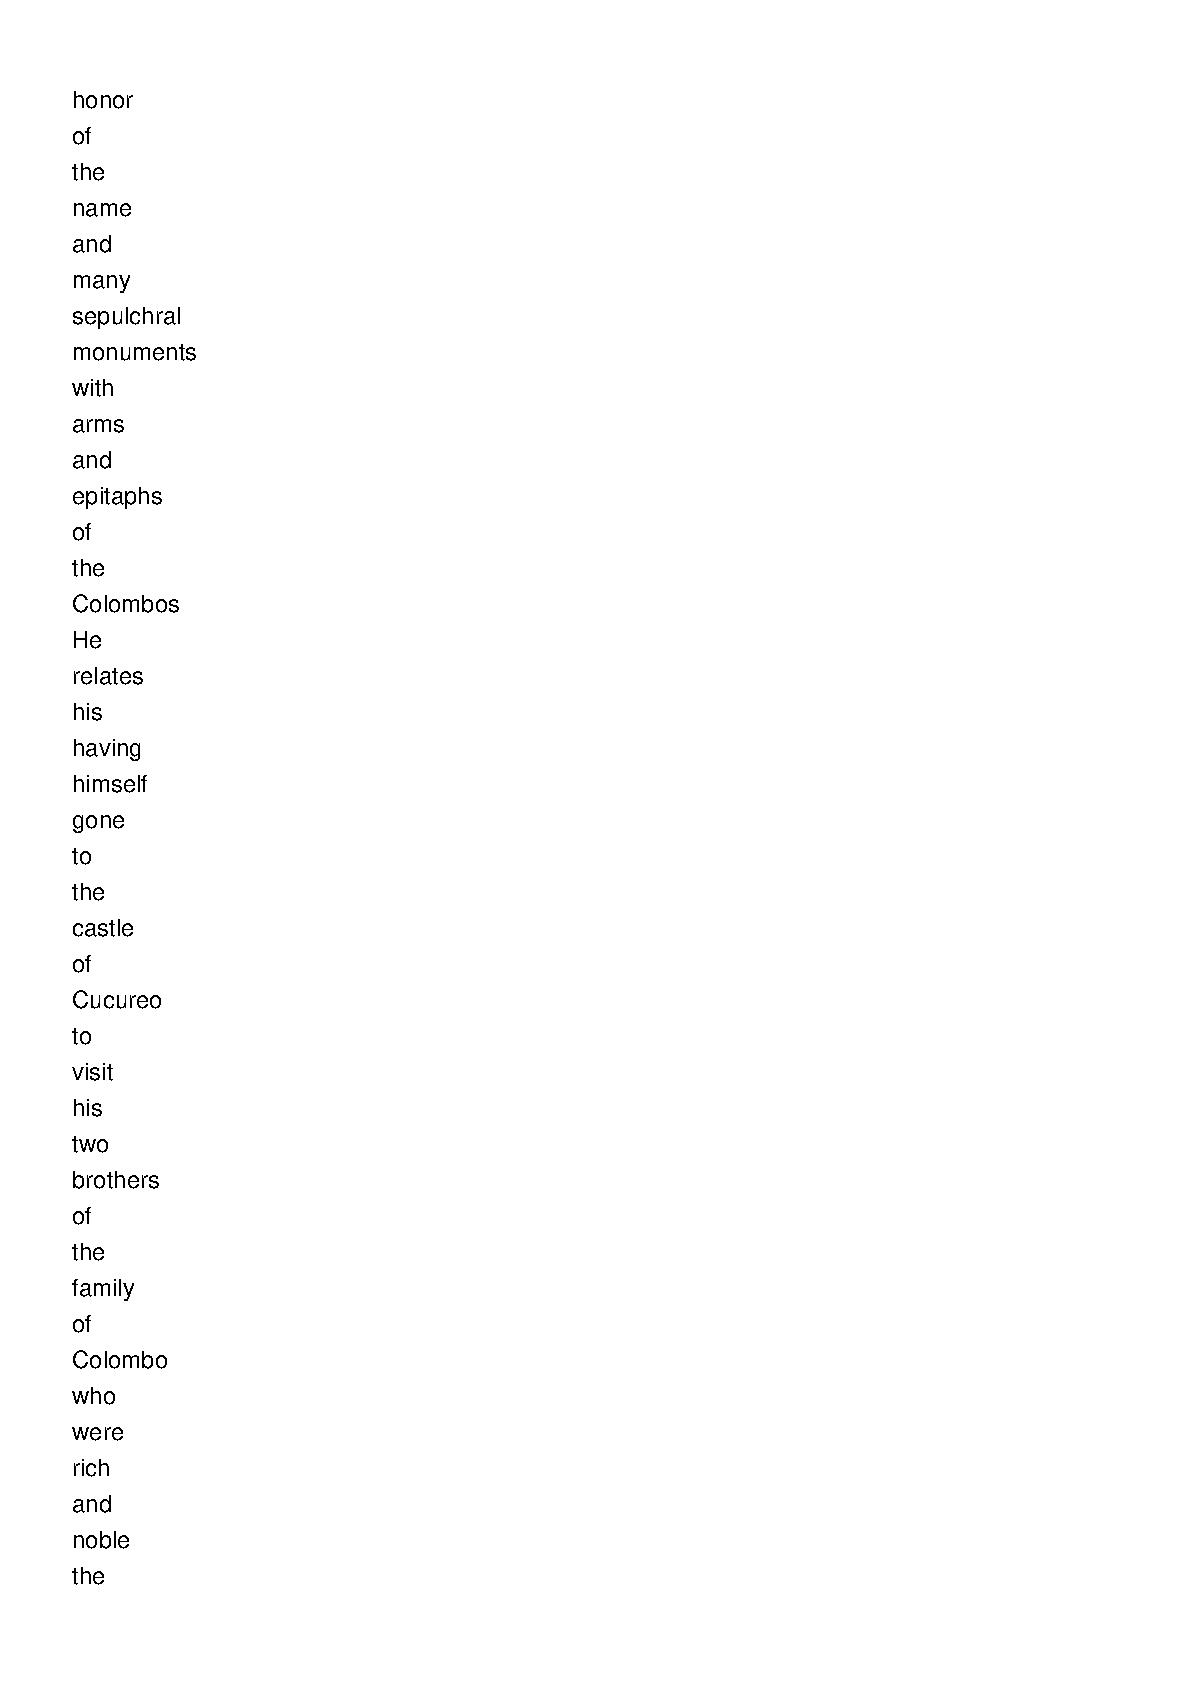 honor
of
the
name
and
many
sepulchral
monuments
with
arms
and
epitaphs
of
the
Colombos
He
relates
his
having
himself
gone
to
the
castle
of
Cucureo
to
visit
his
two
brothers
of
the
family
of
Colombo
who
were
rich
and
noble
the